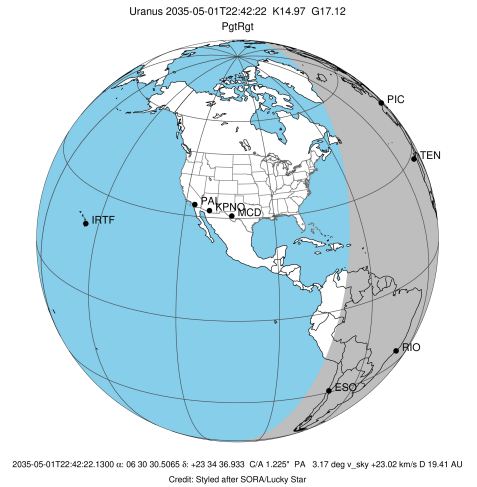 Uranus 2035-05-01T22:42:22 K14.97 G17.12
PgtRgt
PIC
TEN
PAL
KPNO
MCD
IRTF
RIO
ESO
2035-05-01T22:42:22.1300 α: 06 30 30.5065 δ: +23 34 36.933 C/A 1.225" PA 3.17 deg v_sky +23.02 km/s D 19.41 AU
Credit: Styled after SORA/Lucky Star